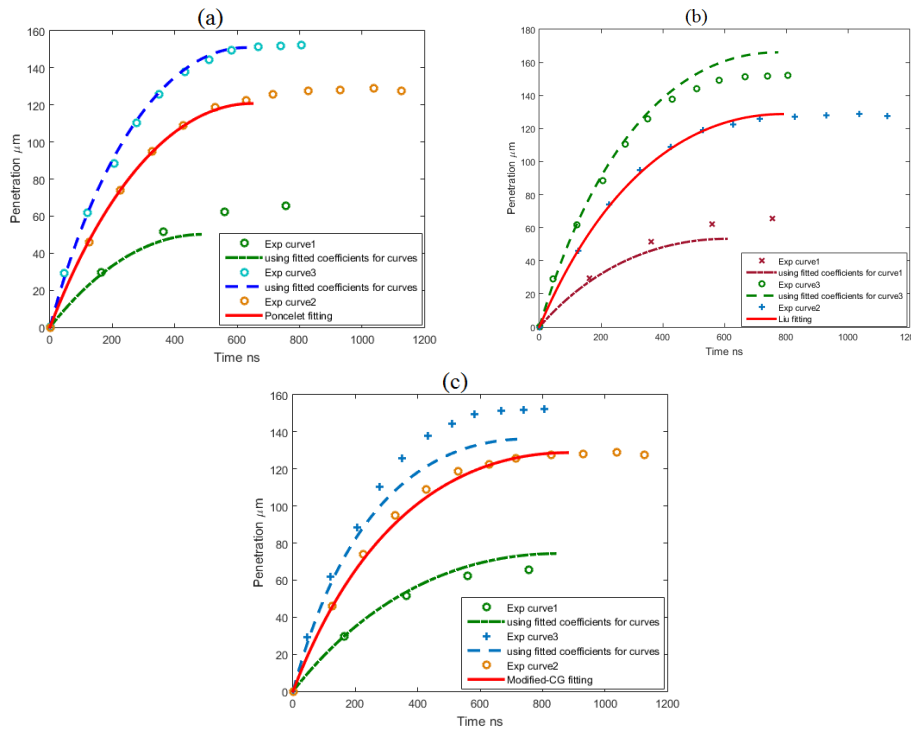 (a)
160
140
120
100
80
60
40
20
0
Penetration μm
0 200 400 600 800 1000 1200
Time ns
Exp curve1
using fitted coefficients for curves
Exp curve3
using fitted coefficients for curves
Exp curve2
Poncelet fitting
(b)
180
160
140
120
100
80
60
40
20
0
Penetration μm
0 200 400 600 800 1000 1200
Time ns
Exp curve1
using fitted coefficients for curve1
Exp curve3
using fitted coefficients for curve3
Exp curve2
Liu fitting
(c)
160
140
120
100
80
60
40
20
0
Penetration μm
0 200 400 600 800 1000 1200
Time ns
Exp curve1
using fitted coefficients for curves
Exp curve3
using fitted coefficients for curves
Exp curve2
Modified-CG fitting